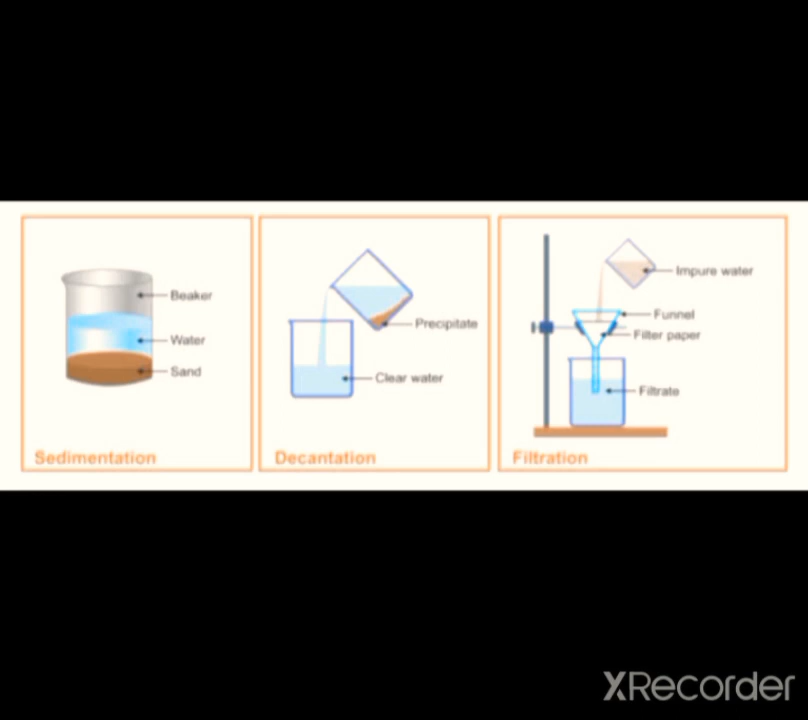 Beaker
Water
Sand
Sedimentation
Precipitate
Clear water
Decantation
Impure water
Funnel
Filter paper
Filtrate
Filtration
XRecorder